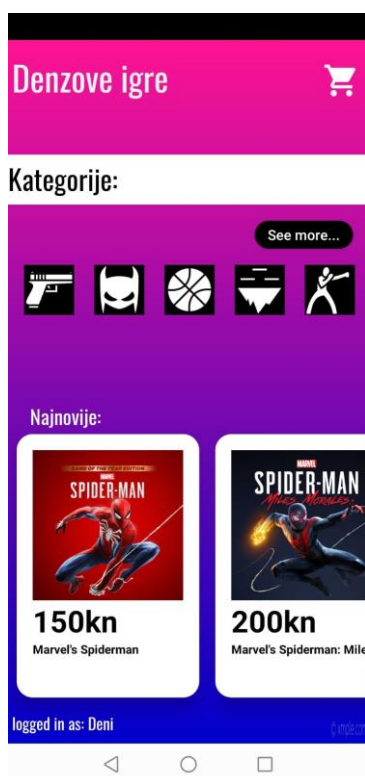 Denzove igre
Kategorije:
See more...
Najnovije:
GAME OF THE YEAR EDITION
MARVEL
SPIDER-MAN
MARVEL
SPIDER-MAN
MILES MORALES
150kn
200kn
Marvel's Spiderman
Marvel's Spiderman: Mile
logged in as: Deni